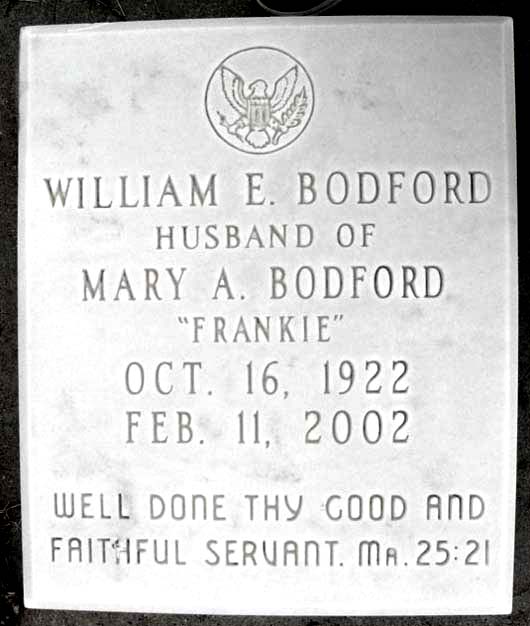 WILLIAM E. BODFORD
HUSBAND OF
MARY A. BODFORD
"FRANKIE"
OCT. 16, 1922
FEB. 11, 2002
WELL DONE THY GOOD AND
FAITHFUL SERVANT. MA. 25:21